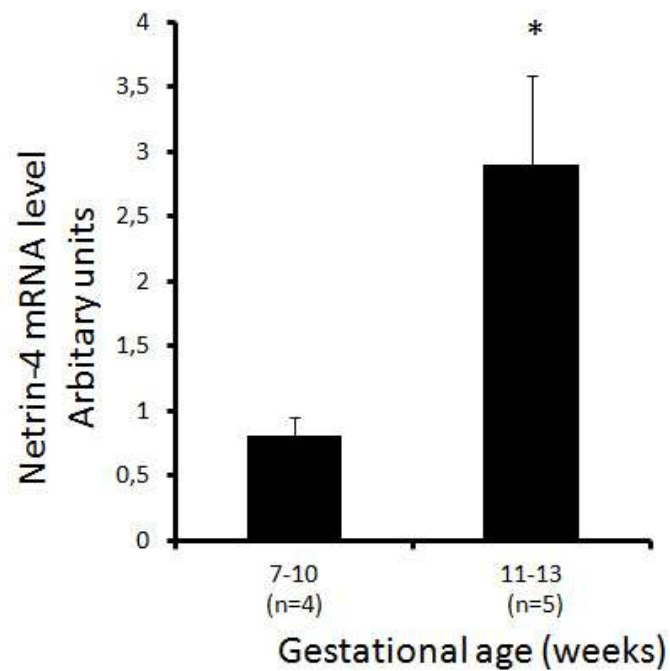 Netrin-4 mRNA level
Arbitary units
4
3,5
3
2,5
2
1,5
1
0,5
0
*
7-10
(n=4)
11-13
(n=5)
Gestational age (weeks)